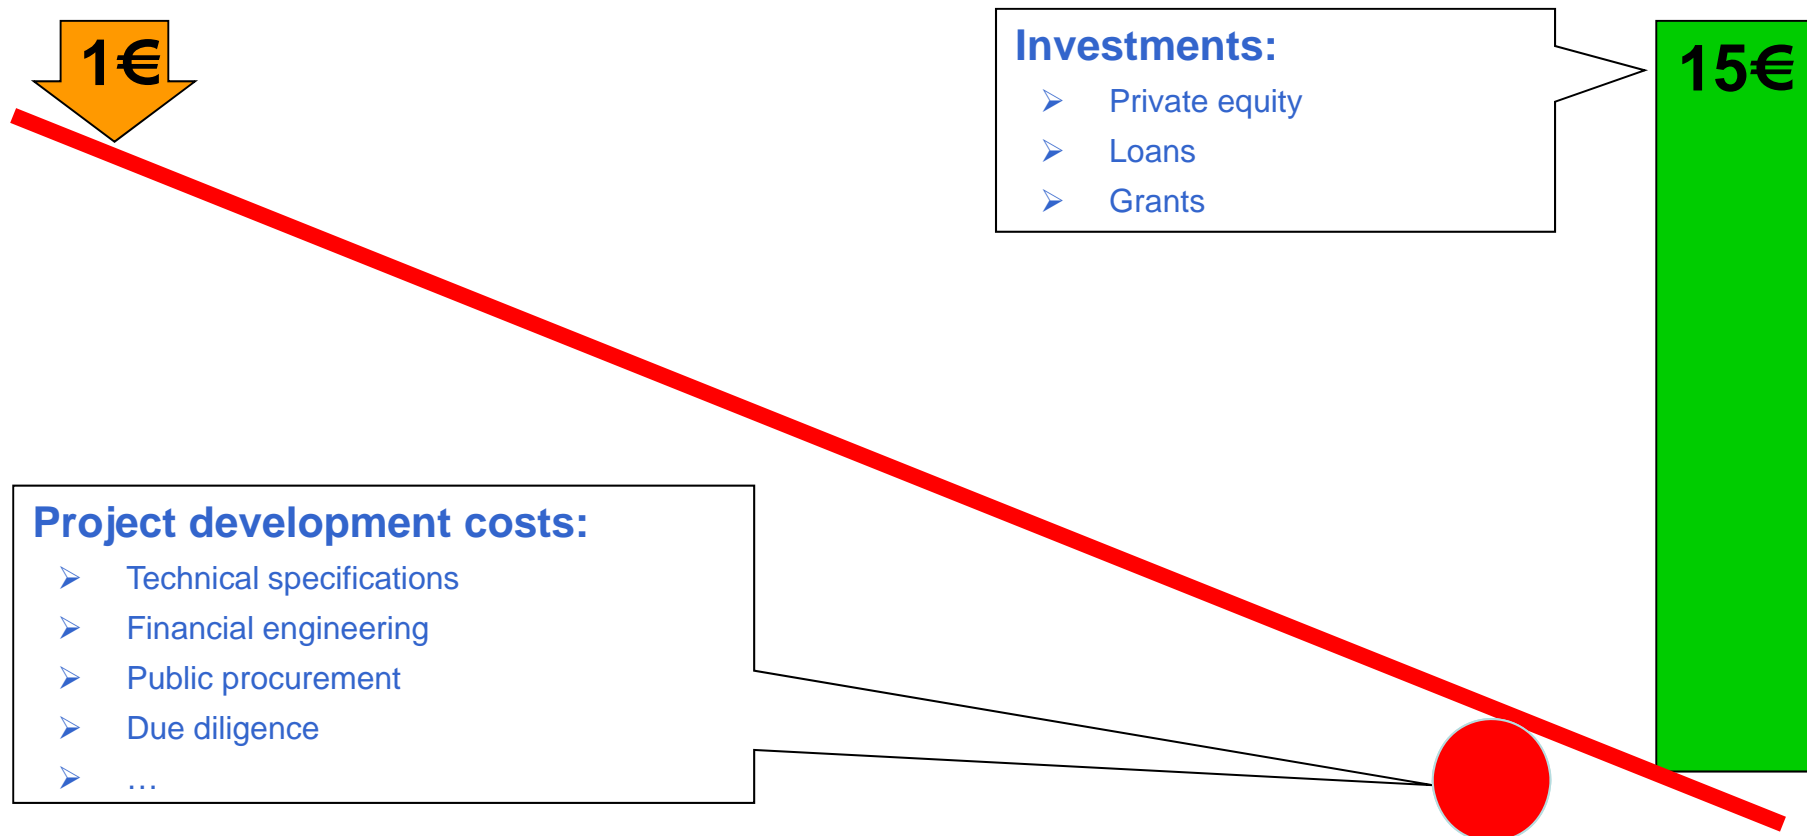 1€
Investments:
➢ Private equity
➢ Loans
➢ Grants
15€
Project development costs:
➢ Technical specifications
➢ Financial engineering
➢ Public procurement
➢ Due diligence
➢ …